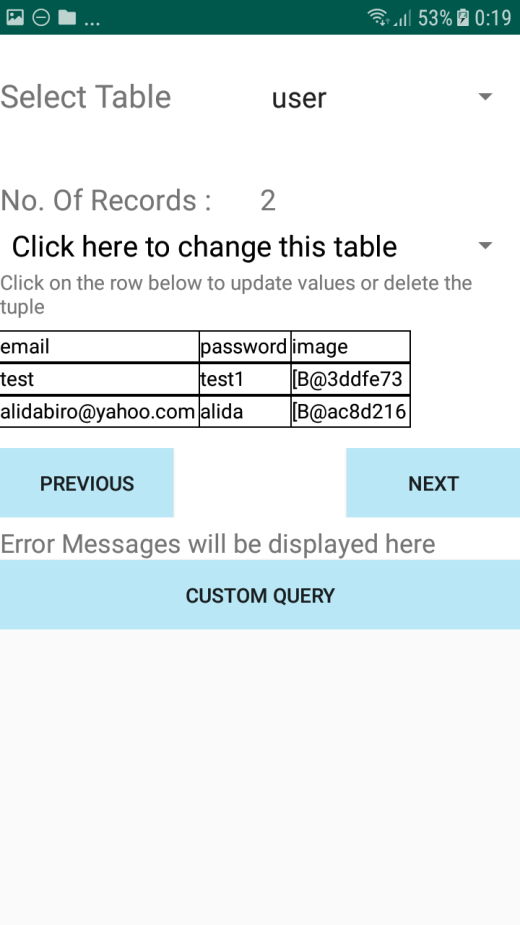 ... 53% 0:19
Select Table user
No. Of Records : 2
Click here to change this table
Click on the row below to update values or delete the
tuple
email password image
test test1 [B@3ddfe73
alidabiro@yahoo.com alida [B@ac8d216
PREVIOUS NEXT
Error Messages will be displayed here
CUSTOM QUERY